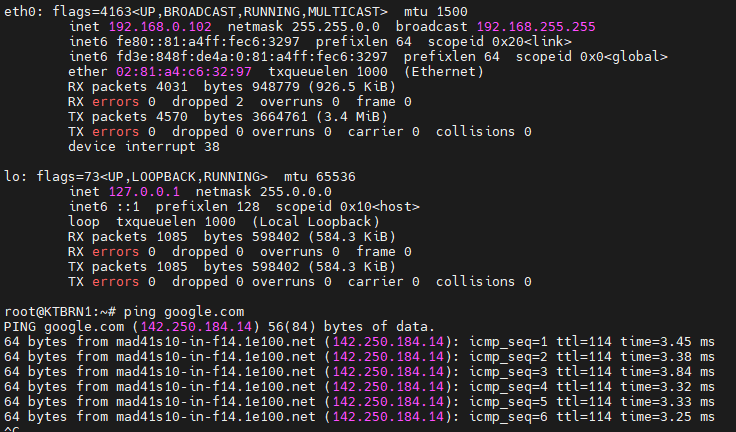 eth0: flags=4163<UP,BROADCAST,RUNNING,MULTICAST>  mtu 1500
        inet 192.168.0.102  netmask 255.255.0.0  broadcast 192.168.255.255
        inet6 fe80::81:a4ff:fec6:3297  prefixlen 64  scopeid 0x20<link>
        inet6 fd3e:848f:de4a:0:81:a4ff:fec6:3297  prefixlen 64  scopeid 0x0<global>
        ether 02:81:a4:c6:32:97  txqueuelen 1000  (Ethernet)
        RX packets 4031  bytes 948779 (926.5 KiB)
        RX errors 0  dropped 2  overruns 0  frame 0
        TX packets 4570  bytes 3664761 (3.4 MiB)
        TX errors 0  dropped 0 overruns 0  carrier 0  collisions 0
        device interrupt 38

lo: flags=73<UP,LOOPBACK,RUNNING>  mtu 65536
        inet 127.0.0.1  netmask 255.0.0.0
        inet6 ::1  prefixlen 128  scopeid 0x10<host>
        loop  txqueuelen 1000  (Local Loopback)
        RX packets 1085  bytes 598402 (584.3 KiB)
        RX errors 0  dropped 0  overruns 0  frame 0
        TX packets 1085  bytes 598402 (584.3 KiB)
        TX errors 0  dropped 0 overruns 0  carrier 0  collisions 0

root@KTBRN1:~# ping google.com
PING google.com (142.250.184.14) 56(84) bytes of data.
64 bytes from mad41s10-in-f14.1e100.net (142.250.184.14): icmp_seq=1 ttl=114 time=3.45 ms
64 bytes from mad41s10-in-f14.1e100.net (142.250.184.14): icmp_seq=2 ttl=114 time=3.38 ms
64 bytes from mad41s10-in-f14.1e100.net (142.250.184.14): icmp_seq=3 ttl=114 time=3.84 ms
64 bytes from mad41s10-in-f14.1e100.net (142.250.184.14): icmp_seq=4 ttl=114 time=3.32 ms
64 bytes from mad41s10-in-f14.1e100.net (142.250.184.14): icmp_seq=5 ttl=114 time=3.33 ms
64 bytes from mad41s10-in-f14.1e100.net (142.250.184.14): icmp_seq=6 ttl=114 time=3.25 ms
^C